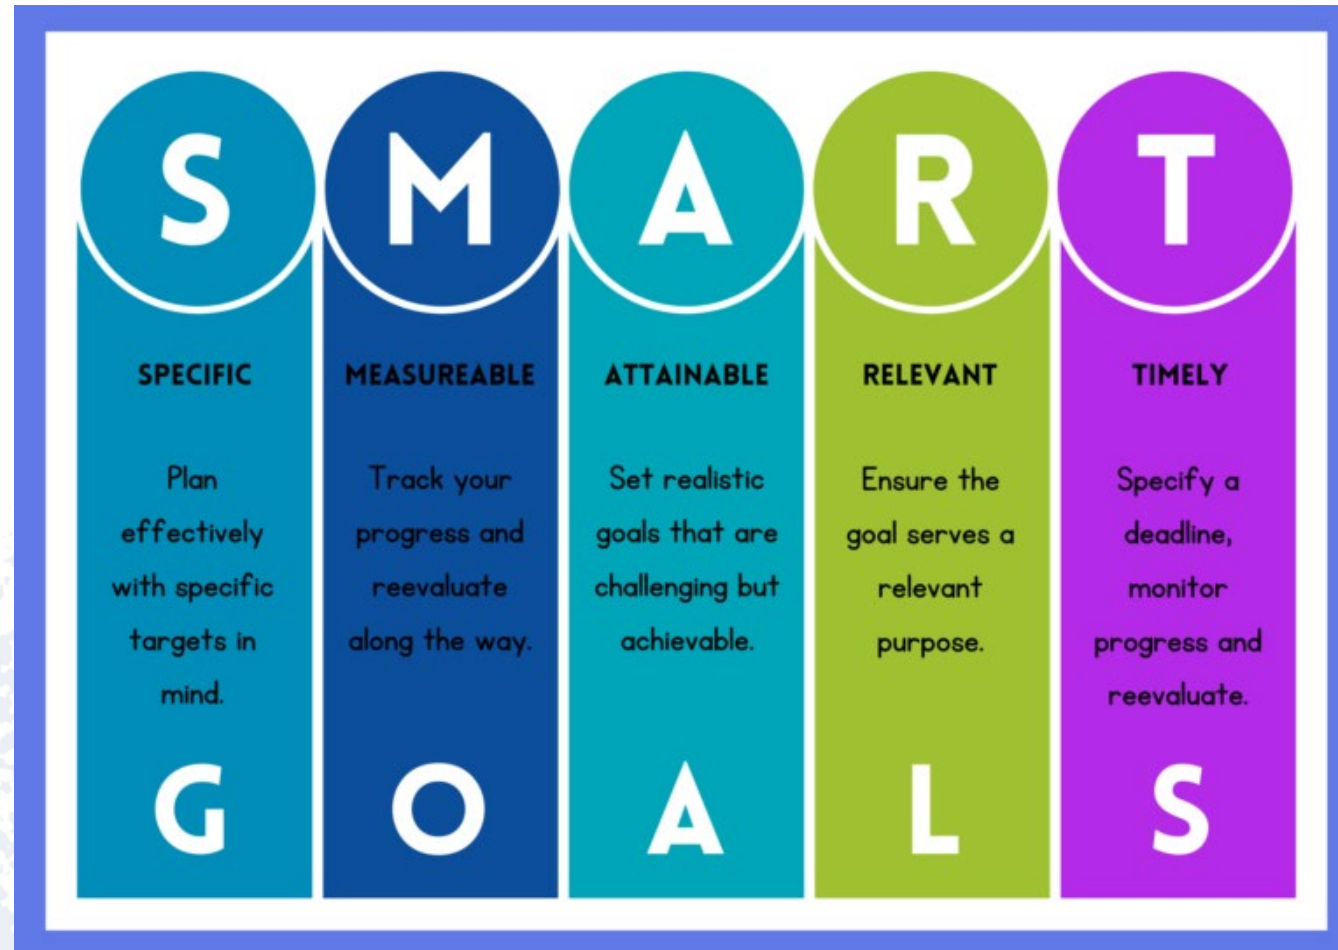 S M A R T
SPECIFIC
Plan
effectively
with specific
targets in
mind.
MEASUREABLE
Track your
progress and
reevaluate
along the way.
ATTAINABLE
Set realistic
goals that are
challenging but
achievable.
RELEVANT
Ensure the
goal serves a
relevant
purpose.
TIMELY
Specify a
deadline,
monitor
progress and
reevaluate.
G O A L S